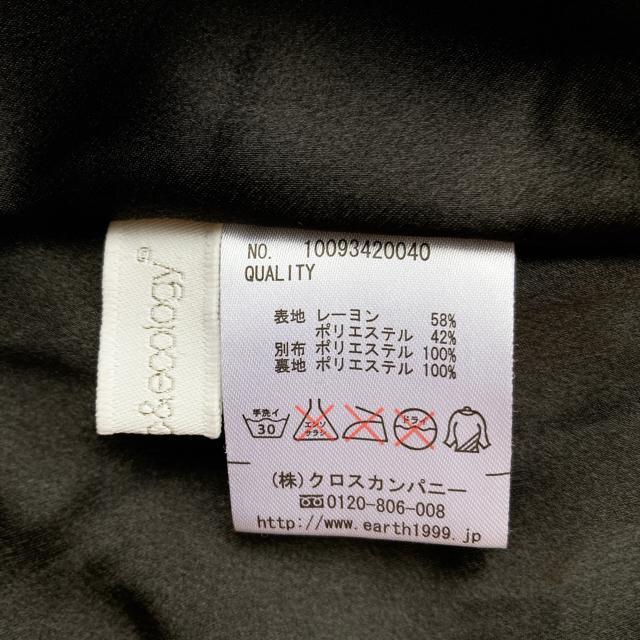 NO. 10093420040
QUALITY
表地 レーヨン 58%
ポリエステル 42%
別布 ポリエステル 100%
裏地 ポリエステル 100%
手洗イ
30
エンソ
サラシ
ドライ
(株)クロスカンパニー
0120-806-008
http://www.earth1999.jp
&ecology